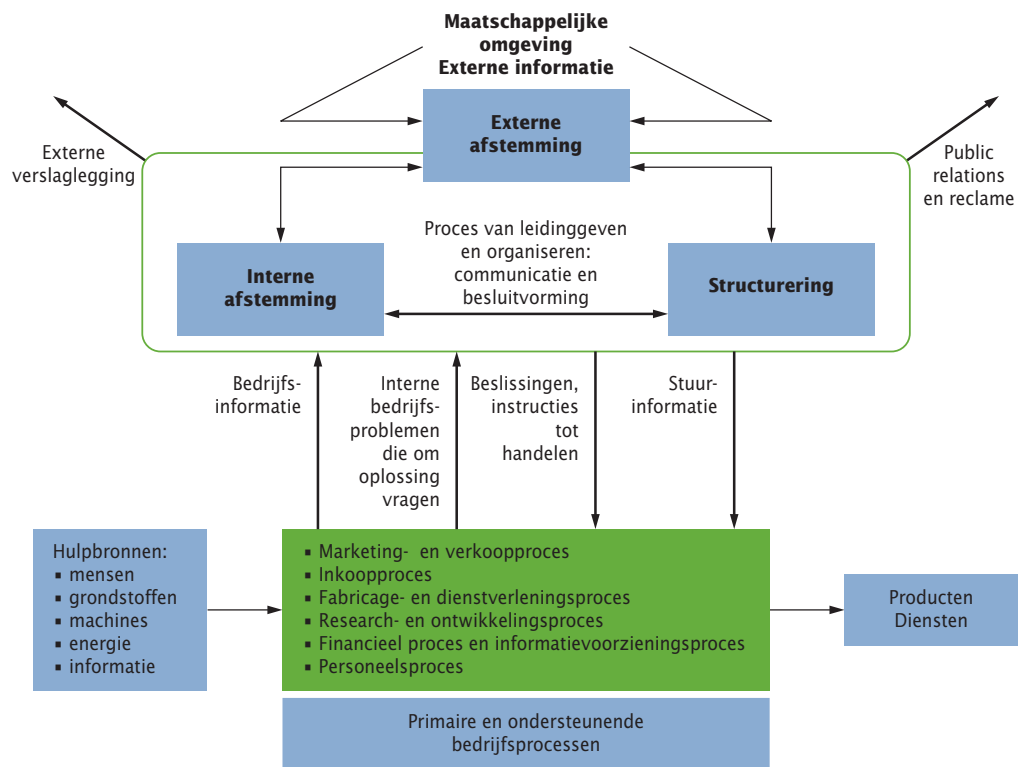 Maatschappelijke
omgeving
Externe informatie
Externe
afstemming
Externe
verslaglegging
Public
relations
en reclame
Proces van leidinggeven
en organiseren:
communicatie en
besluitvorming
Interne
afstemming
Structurering
Bedrijfs-
informatie
Interne
bedrijfs-
problemen
die om
oplossing
vragen
Beslissingen,
instructies
tot
handelen
Stuur-
informatie
Hulpbronnen:
▪ mensen
▪ grondstoffen
▪ machines
▪ energie
▪ informatie
▪ Marketing- en verkoopproces
▪ Inkoopproces
▪ Fabricage- en dienstverleningsproces
▪ Research- en ontwikkelingsproces
▪ Financieel proces en informatievoorzieningsproces
▪ Personeelsproces
Producten
Diensten
Primaire en ondersteunende
bedrijfsprocessen